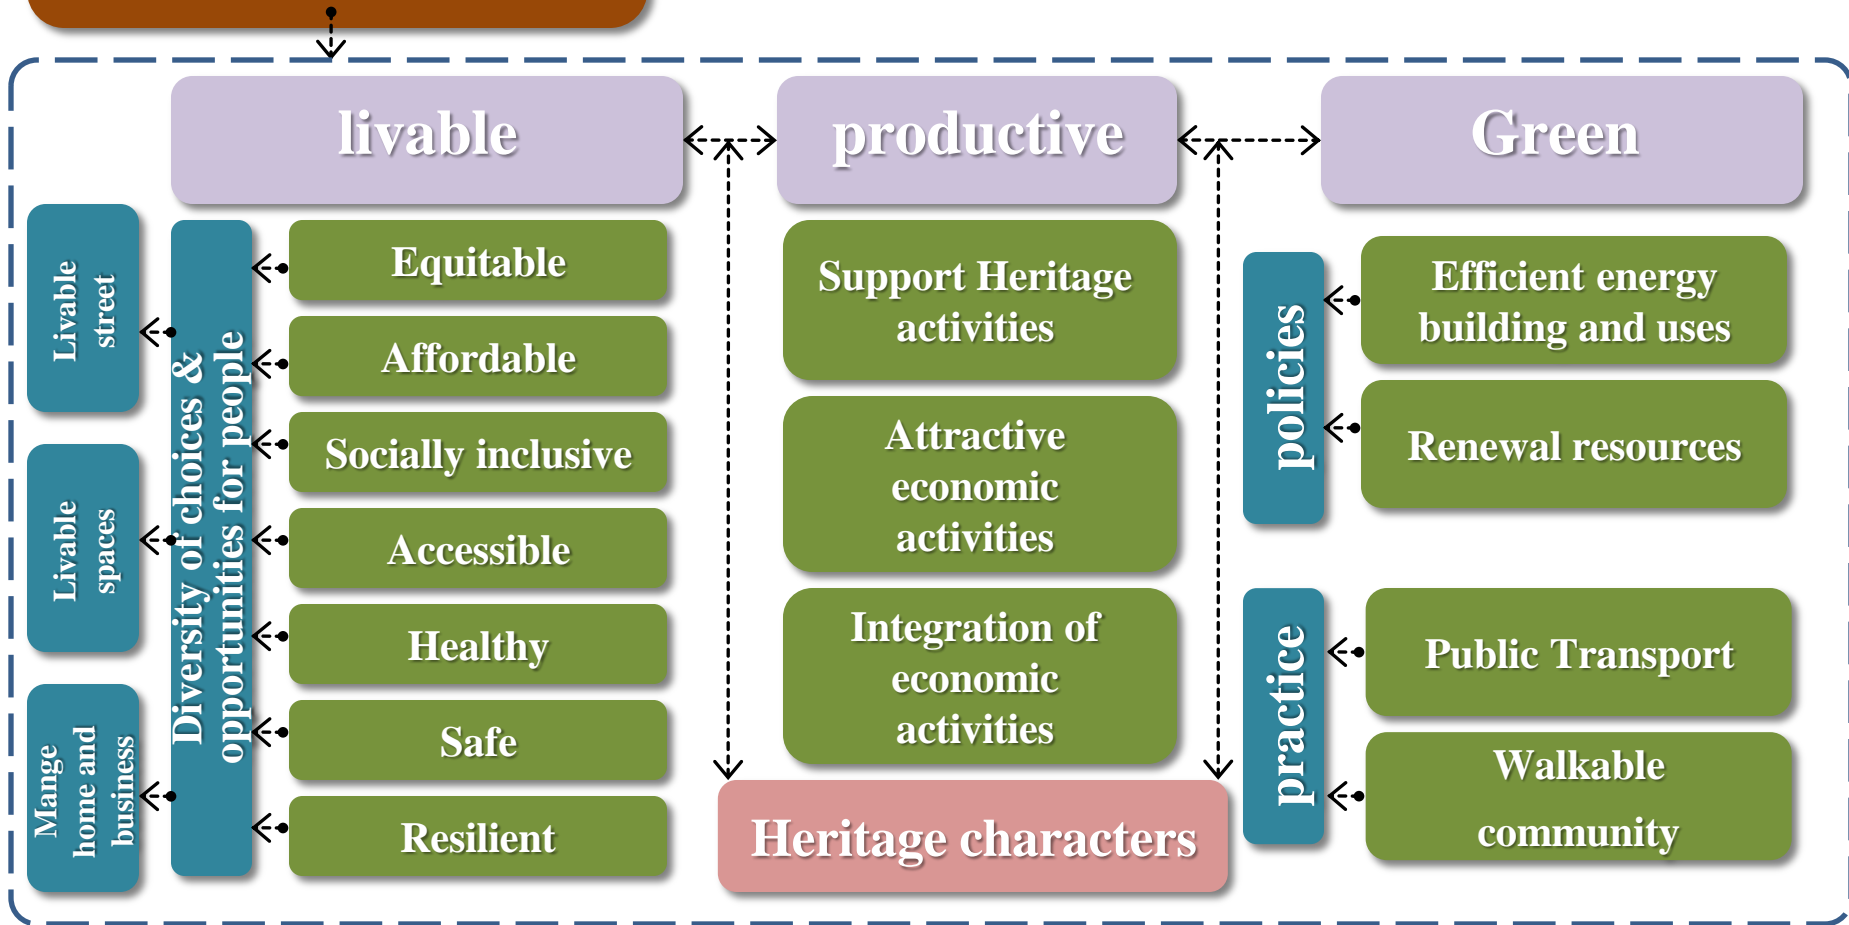 livable
productive
Green
Livable
street
Livable
spaces
Mange
home and
business
Diversity of choices &
opportunities for people
Equitable
Affordable
Socially inclusive
Accessible
Healthy
Safe
Resilient
Support Heritage
activities
Attractive
economic
activities
Integration of
economic
activities
Heritage characters
policies
Efficient energy
building and uses
Renewal resources
practice
Public Transport
Walkable
community